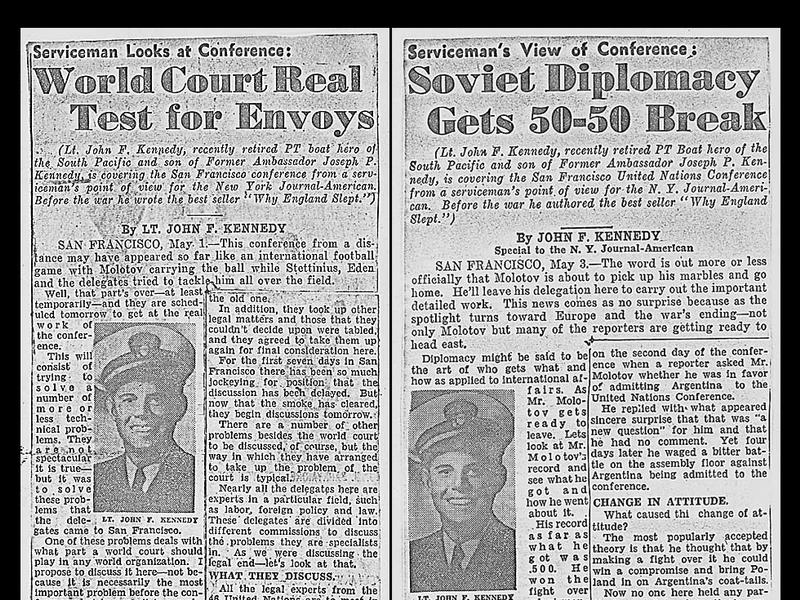 Serviceman Looks at Conference:
World Court Real
Test for Envoys
(Lt. John F. Kennedy, recently retired PT boat hero of
the South Pacific and son of Former Ambassador Joseph P.
Kennedy, is covering the San Francisco conference from a serv-
iceman's point of view for the New York Journal-American.
Before the war he wrote the best seller "Why England Slept.")
By LT. JOHN F. KENNEDY
SAN FRANCISCO, May 1.—This conference from a dis-
tance may have appeared so far like an international football
game with Molotov carrying the ball while Stettinius, Eden
and the delegates tried to tackle him all over the field.
Well, that part's over—at least
temporarily—and they are sched-
uled tomorrow to get at the real
work of
the confer-
ence.
This will
consist of
trying to
solve a
number of
more or
less tech-
nical prob-
lems. They
are not
spectacular
it is true—
but it was
to solve
these prob-
lems that
the dele-
LT. JOHN F. KENNEDY
gates came to San Francisco.
One of these problems deals with
what part a world court should
play in any world organization. I
propose to discuss it here—not be-
cause it is necessarily the most
important problem before the con-
the old one.
In addition, they took up other
legal matters and those that they
couldn't decide upon were tabled,
and they agreed to take them up
again for final consideration here.
For the first seven days in San
Francisco there has been so much
jockeying for position that the
discussion has been delayed. But
now that the smoke has cleared,
they begin discussions tomorrow.
There are a number of other
problems besides the world court
to be discussed, of course, but the
way in which they have arranged
to take up the problem of the
court is typical.
Nearly all the delegates here are
experts in a particular field, such
as labor, foreign policy and law.
These delegates are divided into
different commissions to discuss
the problems they are specialists
in. As we were discussing the
legal end—let's look at that.
WHAT THEY DISCUSS.
All the legal experts from the
46 United Nations are to meet in
Serviceman's View of Conference:
Soviet Diplomacy
Gets 50-50 Break
(Lt. John F. Kennedy, recently retired PT Boat hero of the
South Pacific and son of Former Ambassador Joseph P. Ken-
nedy, is covering the San Francisco United Nations Conference
from a serviceman's point of view for the N. Y. Journal-Ameri-
can. Before the war he authored the best seller "Why England
Slept.")
By JOHN F. KENNEDY
Special to the N. Y. Journal-American
SAN FRANCISCO, May 3.—The word is out more or less
officially that Molotov is about to pick up his marbles and go
home. He'll leave his delegation here to carry out the important
detailed work. This news comes as no surprise because as the
spotlight turns toward Europe and the war's ending—not
only Molotov but many of the reporters are getting ready to
head east.
Diplomacy might be said to be
the art of who gets what and
how as applied to international af-
fairs. As
Mr. Molo-
tov gets
ready to
leave. Lets
look at Mr.
Molotov's
record and
see what he
got and
how he went
about it.
His record
as far as
what he
got was
.500. He
won the
fight over
LT. JOHN F. KENNEDY
on the second day of the confer-
ence when a reporter asked Mr.
Molotov whether he was in favor
of admitting Argentina to the
United Nations Conference.
He replied with what appeared
sincere surprise that that was "a
new question" for him and that
he had no comment. Yet four
days later he waged a bitter bat-
tle on the assembly floor against
Argentina being admitted to the
conference.
CHANGE IN ATTITUDE.
What caused thi change of at-
titude?
The most popularly accepted
theory is that he thought that by
making a fight over it he could
win a compromise and bring Po-
land in on Argentina's coat-tails.
Now no one here held any par-